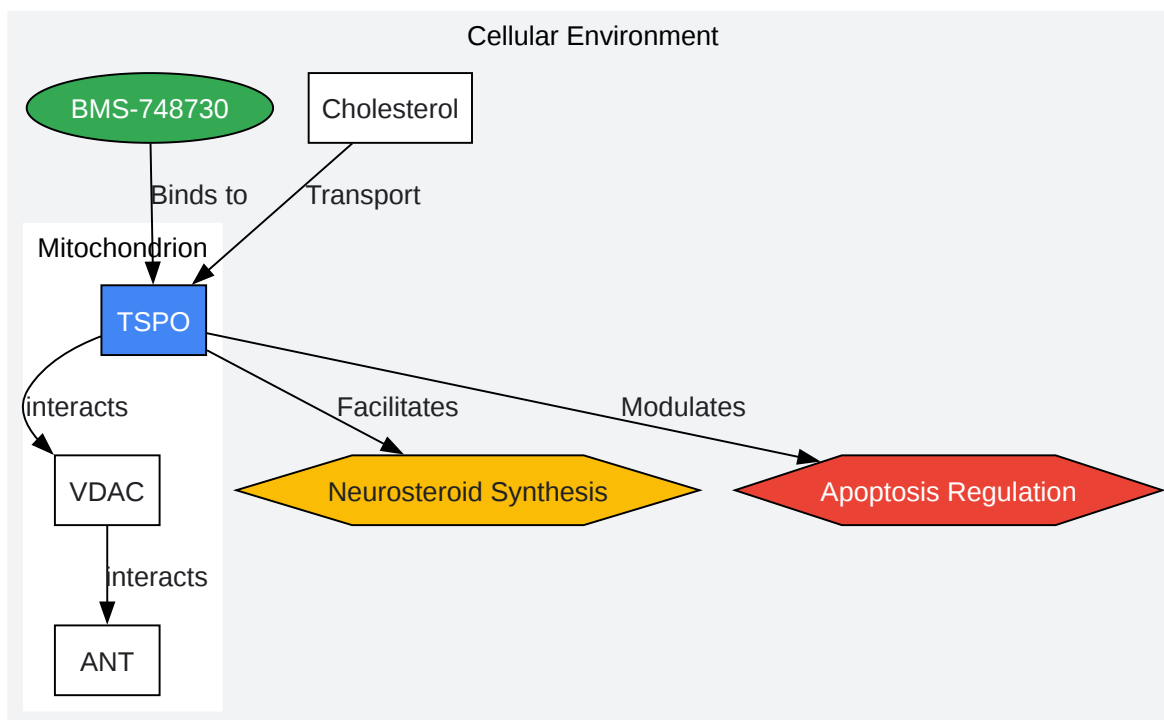 Cellular Environment
BMS-748730
Cholesterol
Binds to
Transport
Mitochondrion
TSPO
interacts
Facilitates
Modulates
VDAC
Neurosteroid Synthesis
Apoptosis Regulation
interacts
ANT